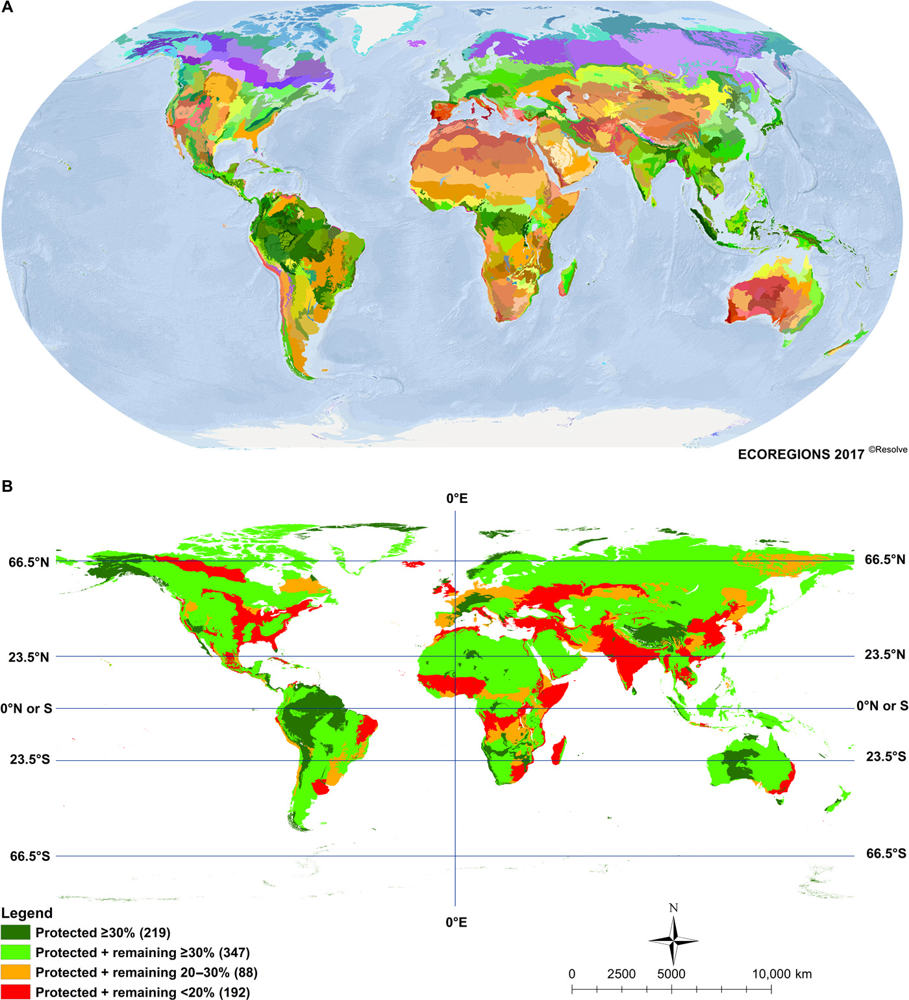 A
ECOREGIONS 2017 ©Resolve
B
0°E
66.5°N 66.5°N
23.5°N 23.5°N
0°N or S 0°N or S
23.5°S 23.5°S
66.5°S 66.5°S
0°E
Legend
Protected ≥30% (219)
Protected + remaining ≥30% (347)
Protected + remaining 20–30% (88)
Protected + remaining <20% (192)
N
0 2500 5000 10,000 km